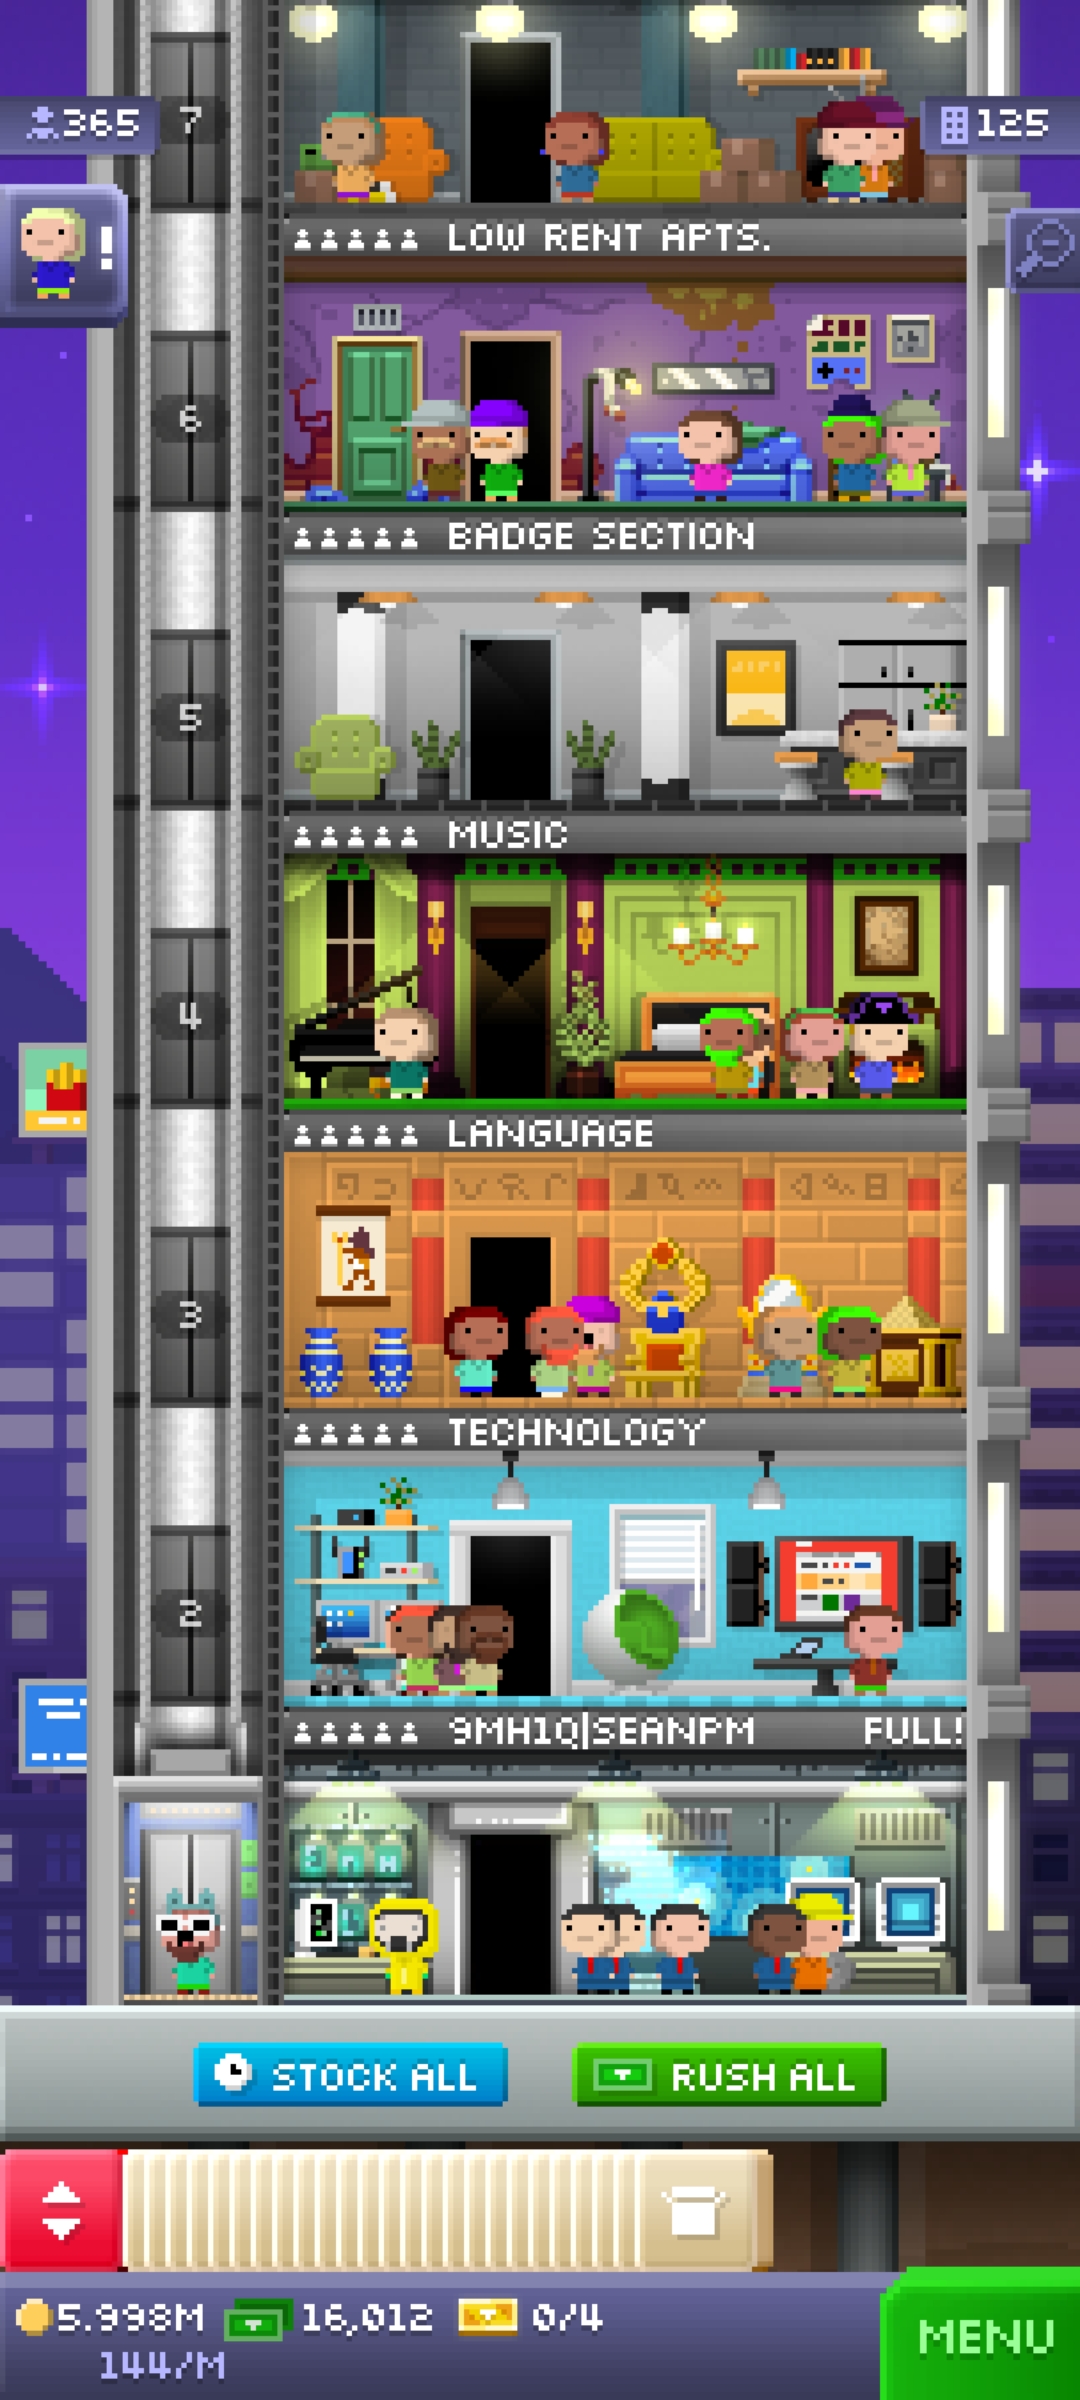 7
365
125
!
LOW RENT APTS.
6
BADGE SECTION
5
MUSIC
4
LANGUAGE
3
TECHNOLOGY
2
9MH1Q|SEANPM FULL!
STOCK ALL
RUSH ALL
5.998M 16,012 0/4
144/M
MENU